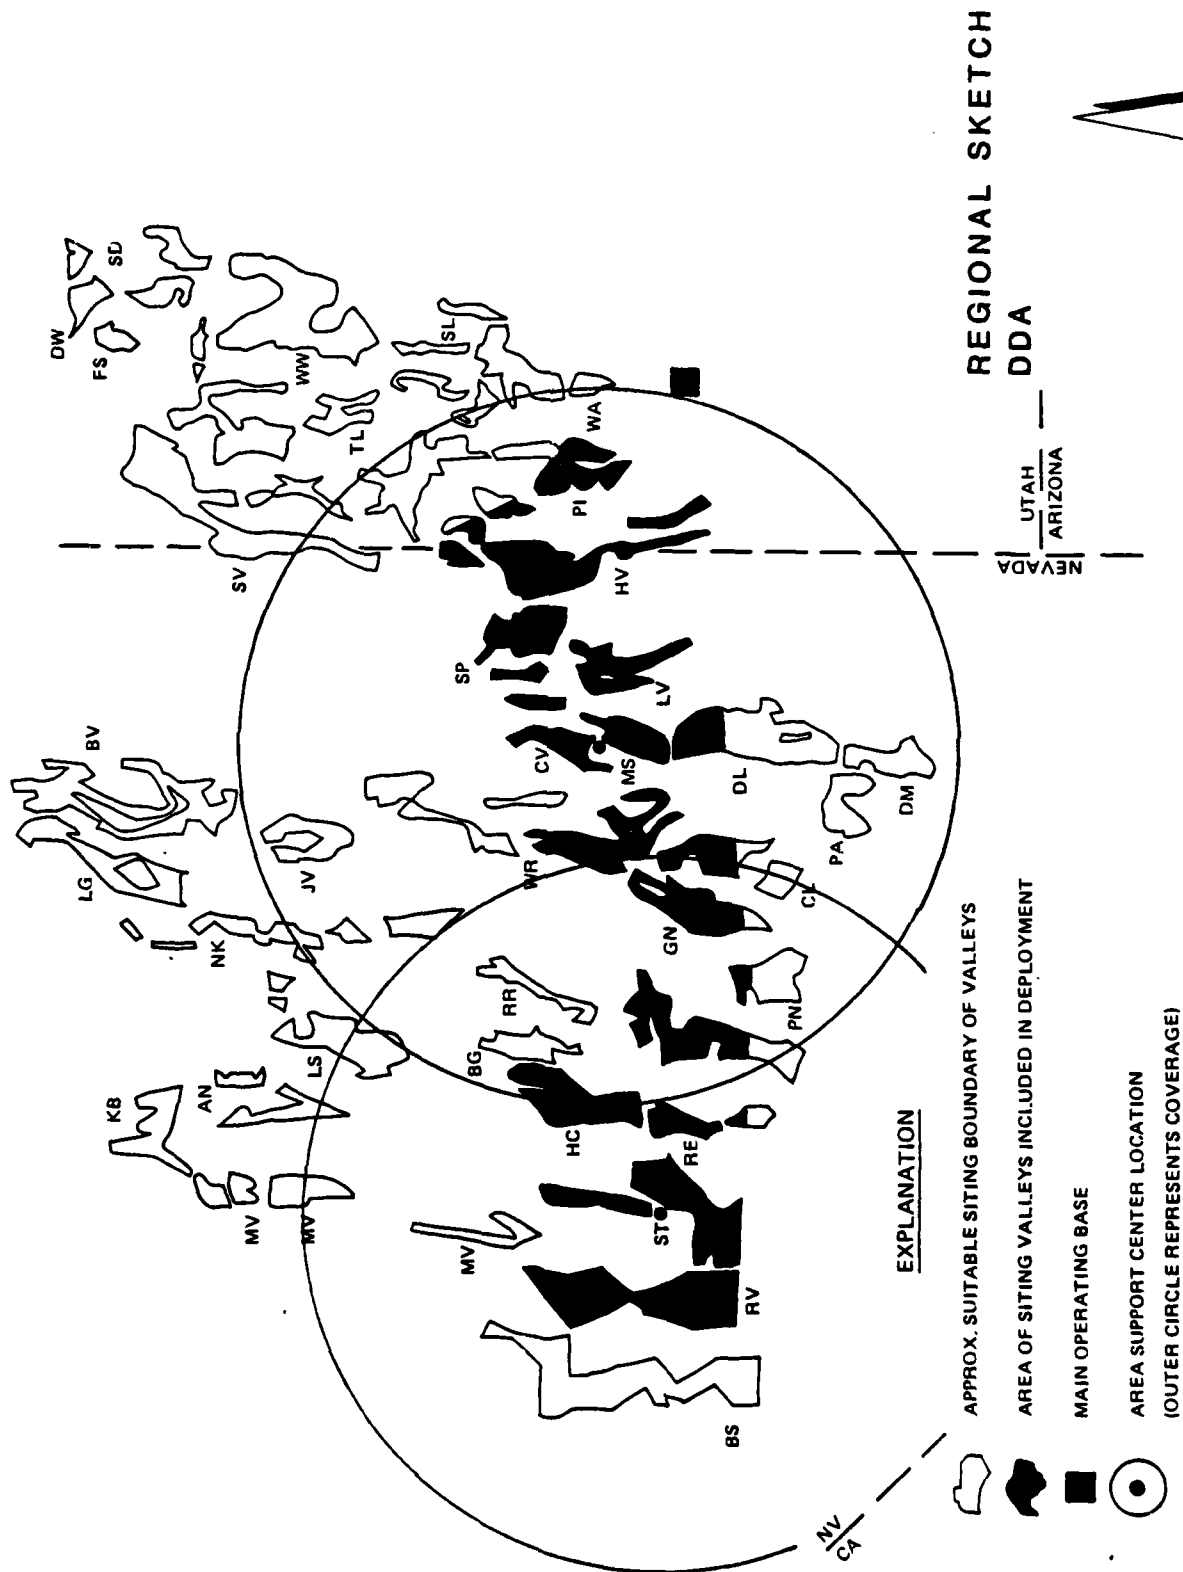 REGIONAL SKETCH
DDA
DW
FS
SD
WW
SL
TL
WA
SV
PI
HV
UTAH
ARIZONA
NEVADA
SP
LV
BV
CV
MS
DL
DM
PA
LG
JV
WR
CL
NK
GN
RR
PN
BG
LS
KB
AN
HC
RE
MV
MV
MV
ST
RV
BS
NV
CA
EXPLANATION
APPROX. SUITABLE SITING BOUNDARY OF VALLEYS
AREA OF SITING VALLEYS INCLUDED IN DEPLOYMENT
MAIN OPERATING BASE
AREA SUPPORT CENTER LOCATION
(OUTER CIRCLE REPRESENTS COVERAGE)